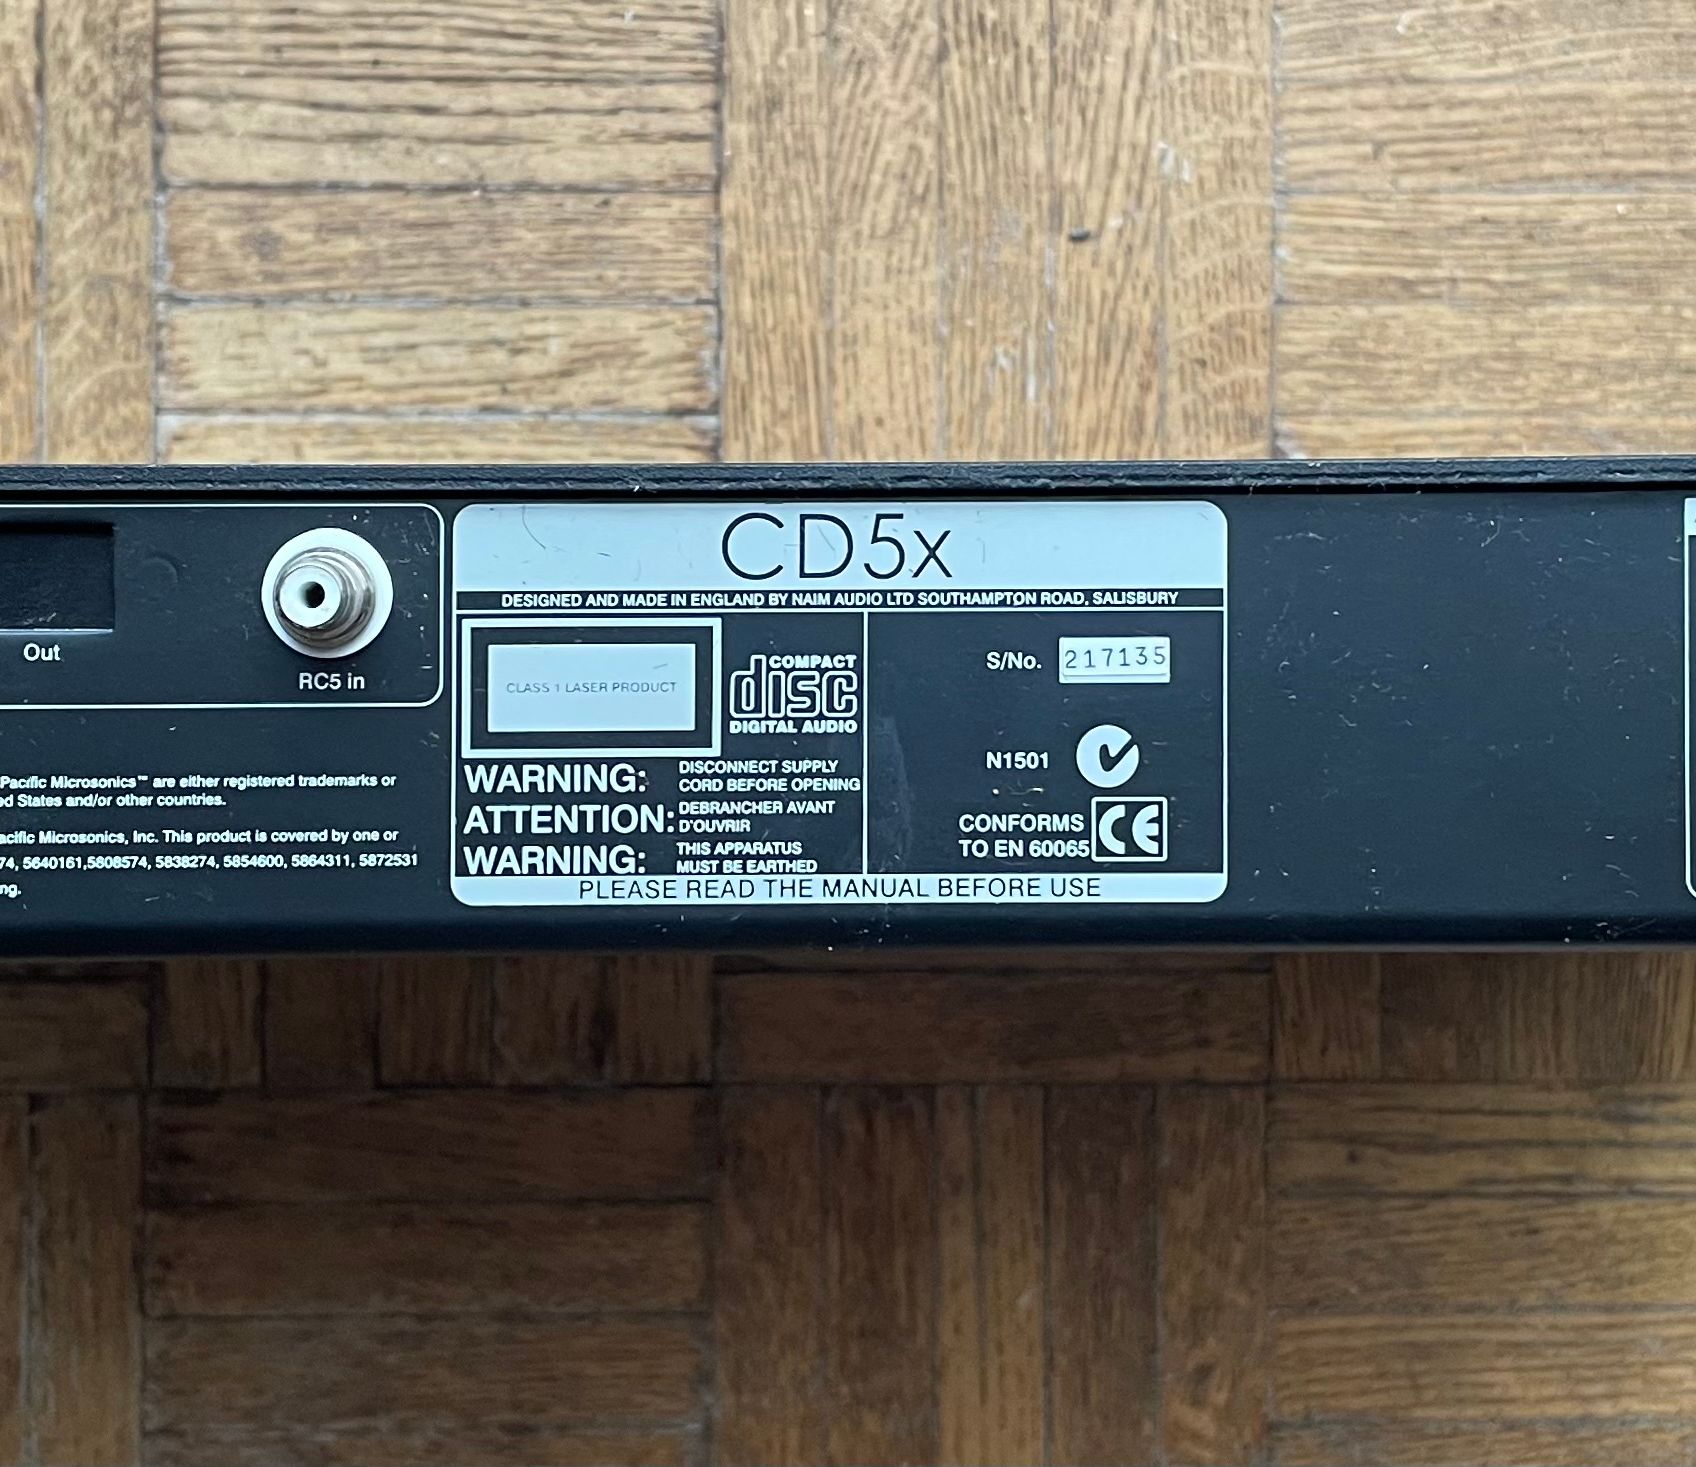 Out
RC5 in
Pacific Microsonics™ are either registered trademarks or
States and/or other countries.
Microsonics, Inc. This product is covered by one or
5640161,5808574, 5838274, 5854600, 5864311, 5872531
CD5x
DESIGNED AND MADE IN ENGLAND BY NAIM AUDIO LTD SOUTHAMPTON ROAD, SALISBURY
CLASS 1 LASER PRODUCT
COMPACT
disc
DIGITAL AUDIO
WARNING: DISCONNECT SUPPLY
CORD BEFORE OPENING
ATTENTION: DEBRANCHER AVANT
D'OUVRIR
WARNING: THIS APPARATUS
MUST BE EARTHED
S/No. 217135
N1501
CONFORMS
TO EN 60065 CE
PLEASE READ THE MANUAL BEFORE USE